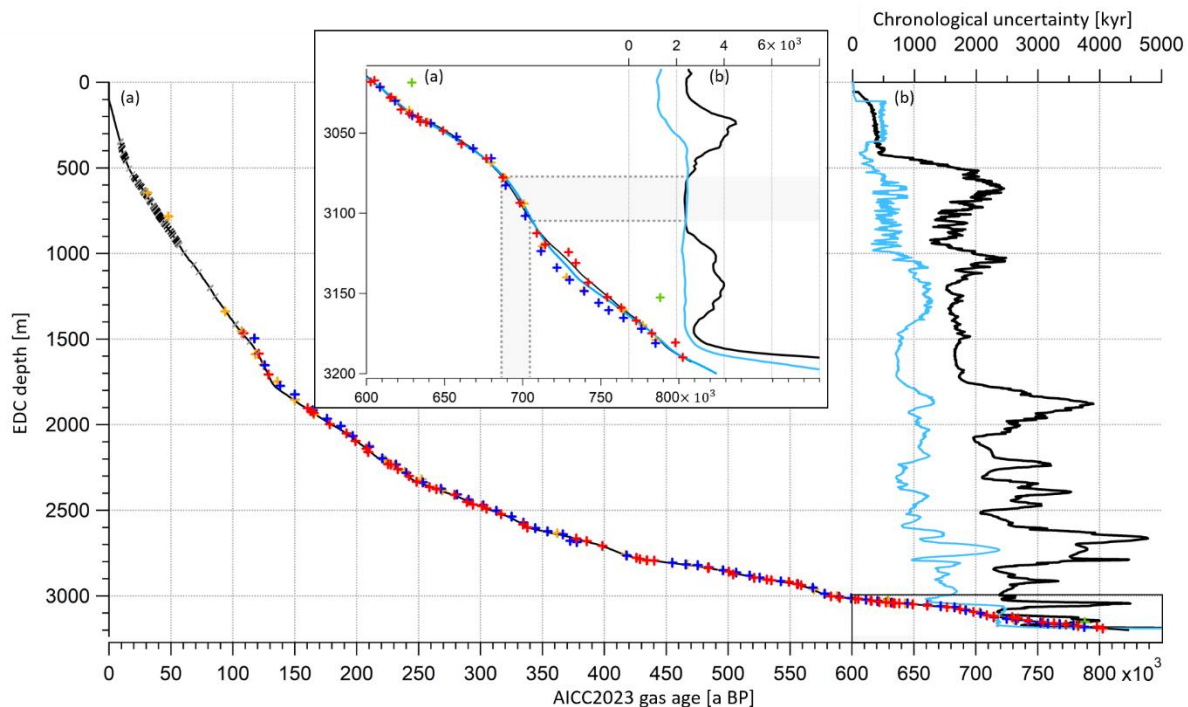 Chronological uncertainty [kyr]
0 1000 2000 3000 4000 5000
0 2 4 6× 10³
(a) (b) (a) (b)
0
500
1000
1500
2000
2500
3000
EDC depth [m]
3050
3100
3150
3200
600 650 700 750 800× 10³
0 50 100 150 200 250 300 350 400 450 500 550 600 650 700 750 800 x10³
AICC2023 gas age [a BP]